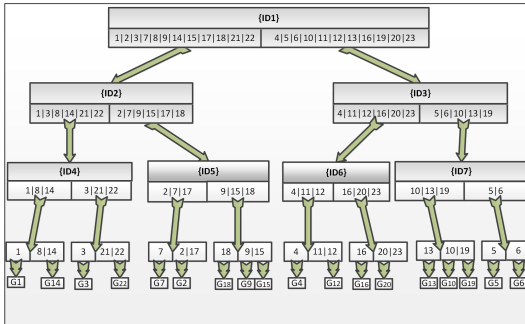 {ID1}
1|2|3|7|8|9|14|15|17|18|21|22 4|5|6|10|11|12|13|16|19|20|23
{ID2} {ID3}
1|3|8|14|21|22 2|7|9|15|17|18 4|11|12|16|20|23 5|6|10|13|19
{ID4} {ID5} {ID6} {ID7}
1|8|14 3|21|22 2|7|17 9|15|18 4|11|12 16|20|23 10|13|19 5|6
1 8|14 3 21|22 7 2|17 18 9|15 4 11|12 16 20|23 13 10|19 5 6
G1 G14 G3 G22 G7 G2 G18 G9 G15 G4 G12 G16 G20 G13 G10 G19 G5 G6